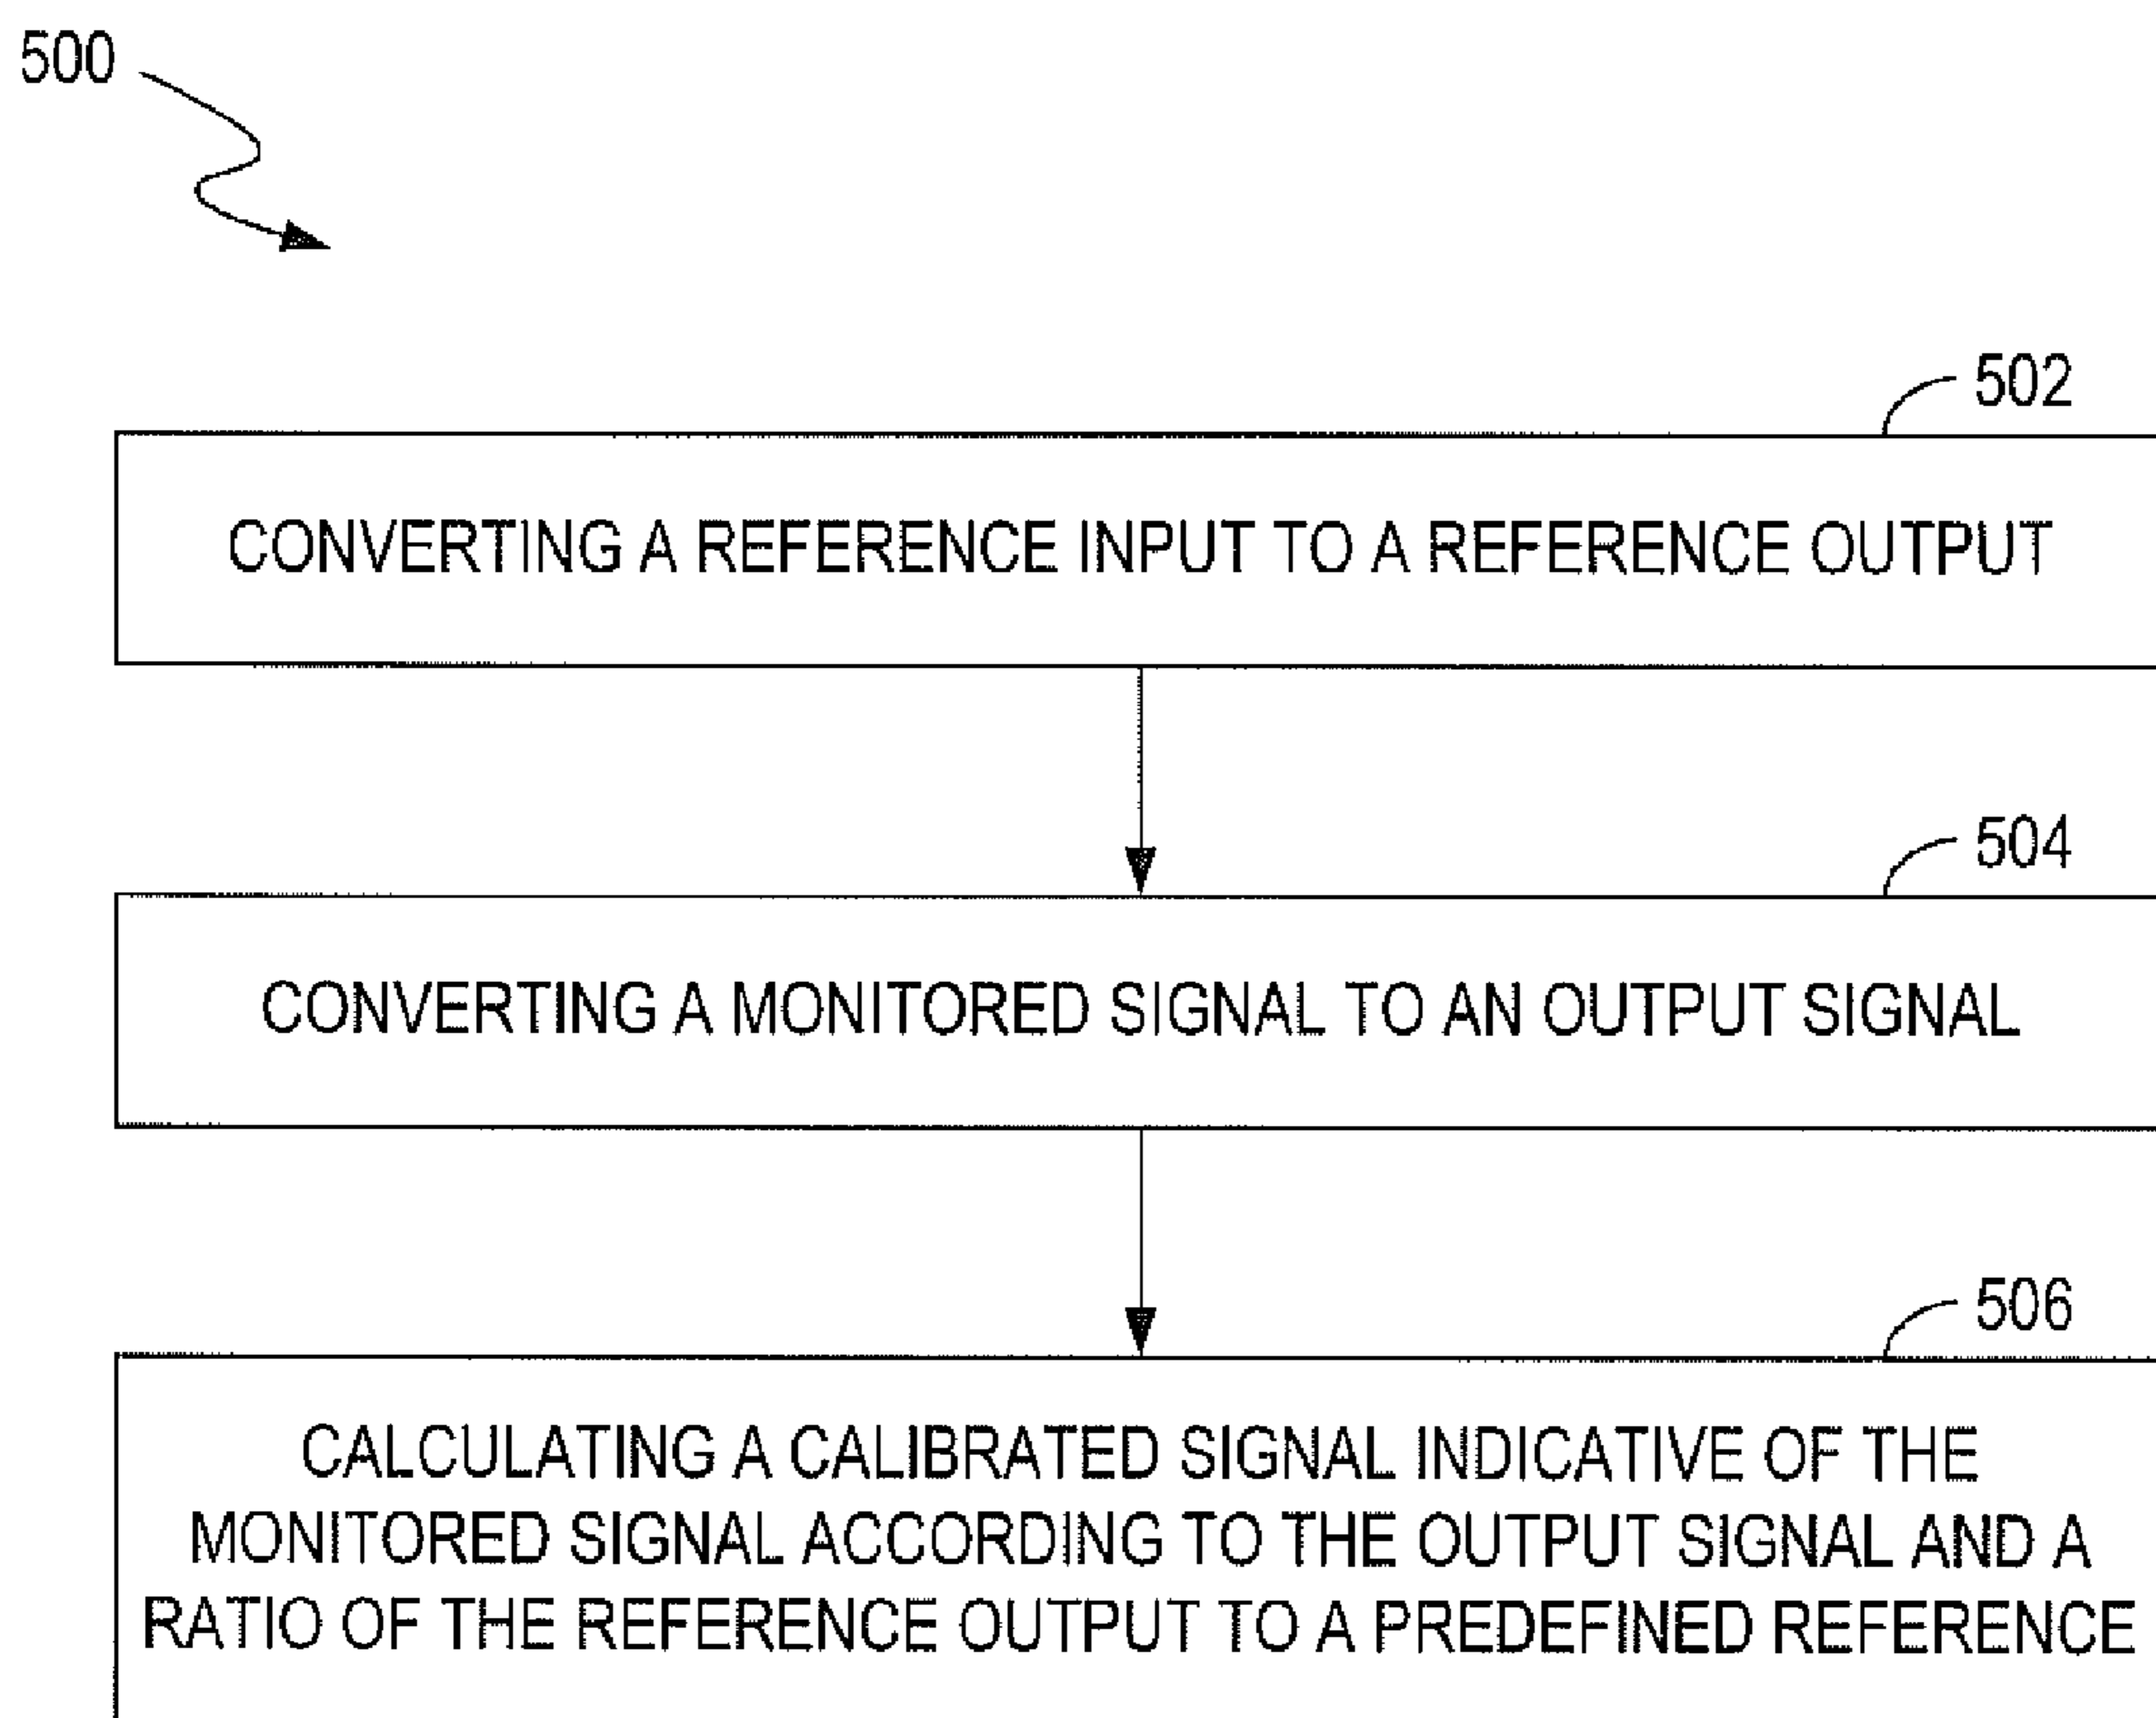 500
502
CONVERTING A REFERENCE INPUT TO A REFERENCE OUTPUT
504
CONVERTING A MONITORED SIGNAL TO AN OUTPUT SIGNAL
506
CALCULATING A CALIBRATED SIGNAL INDICATIVE OF THE
MONITORED SIGNAL ACCORDING TO THE OUTPUT SIGNAL AND A
RATIO OF THE REFERENCE OUTPUT TO A PREDEFINED REFERENCE